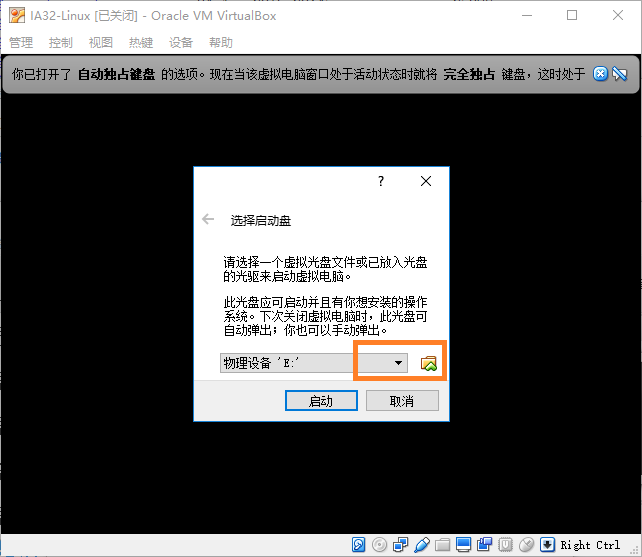 IA32-Linux [已关闭] - Oracle VM VirtualBox
管理 控制 视图 热键 设备 帮助
你已打开了 自动独占键盘 的选项。现在当该虚拟电脑窗口处于活动状态时就将 完全独占 键盘，这时处于
?
选择启动盘
请选择一个虚拟光盘文件或已放入光盘
的光驱来启动虚拟电脑。
此光盘应可启动并且有你想安装的操作
系统。下次关闭虚拟电脑时，此光盘可
自动弹出；你也可以手动弹出。
物理设备 'E:'
启动 取消
Right Ctrl